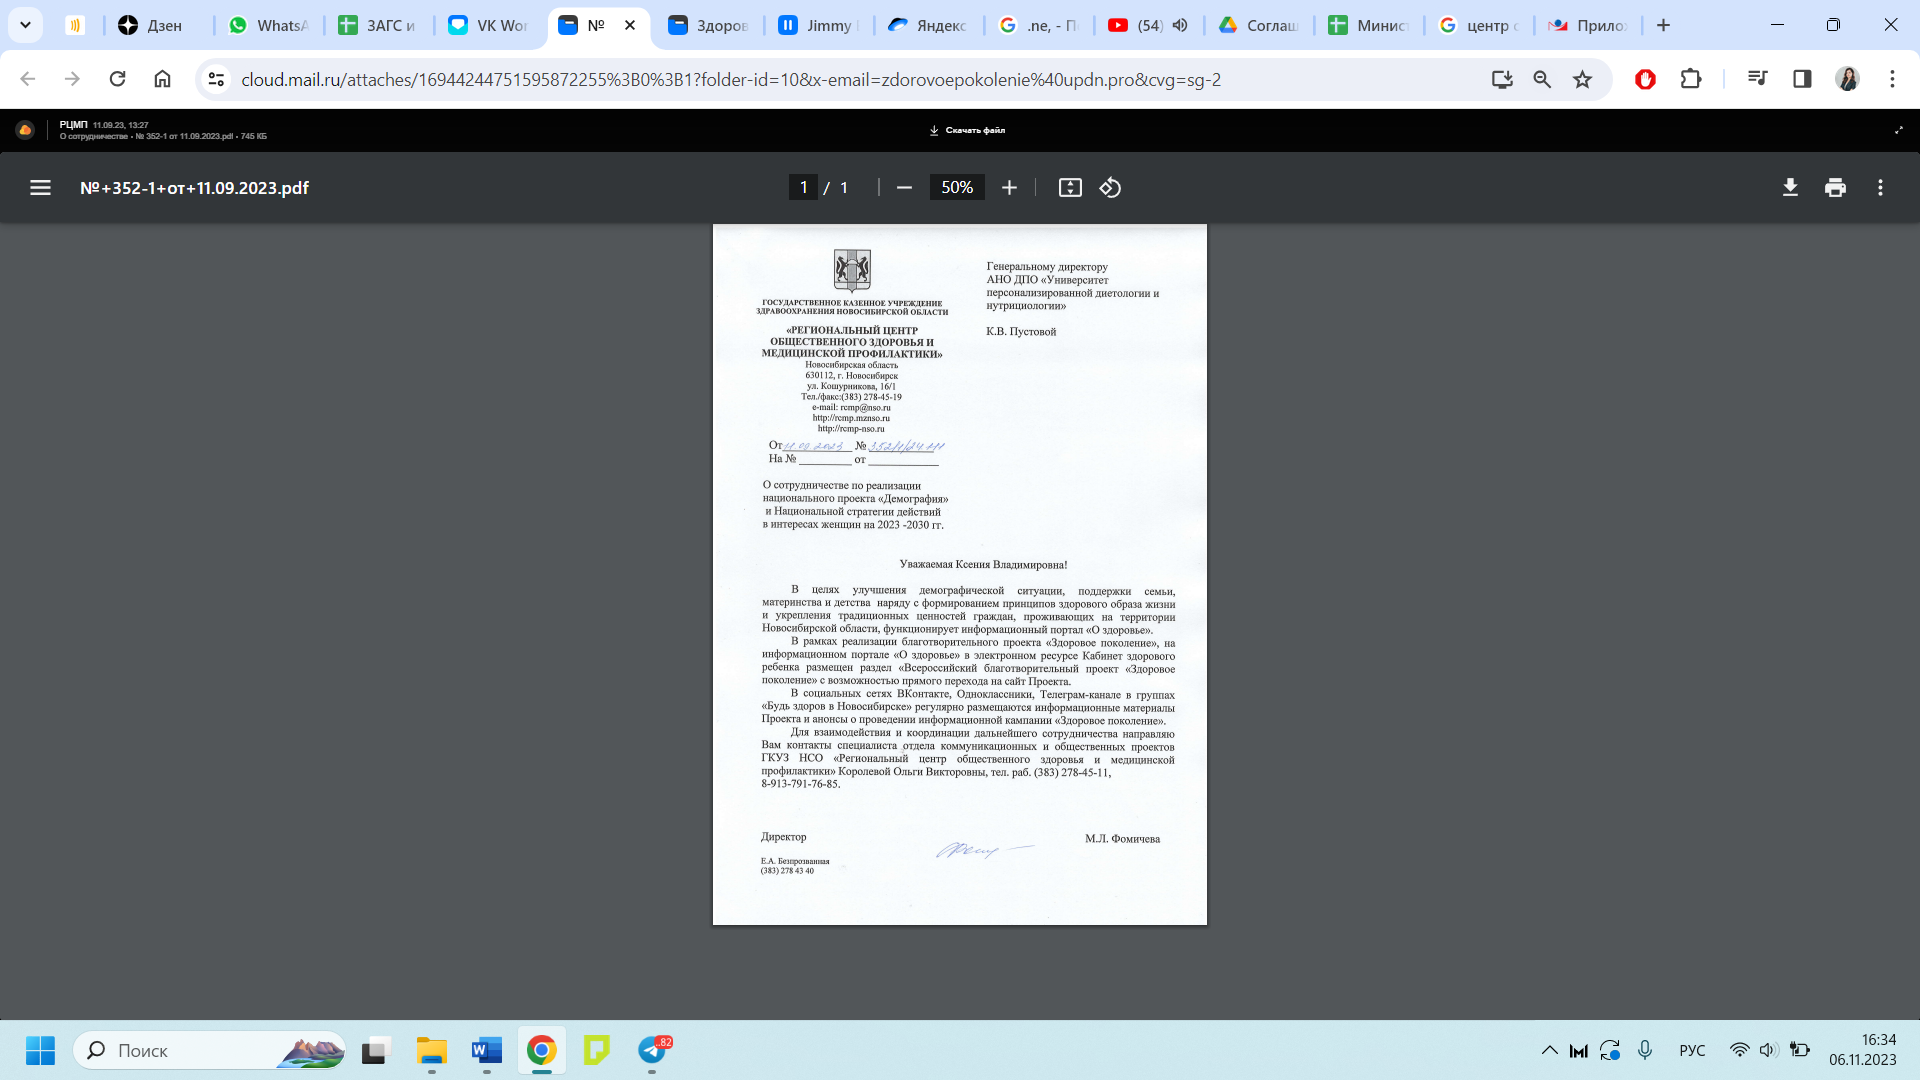 Дзен
WhatsA
ЗАГС и
VK Wor
№
Здоров
Jimmy
Яндекс
.ne, - П
(54)
Соглаш
Минист
центр о
Прилож
cloud.mail.ru/attaches/16944244751595872255%3B0%3B1?folder-id=10&x-email=zdorovoepokolenie%40updn.pro&cvg=sg-2
РЦМП 11.09.23, 13:27
О сотрудничестве • № 352-1 от 11.09.2023.pdf • 745 КБ
Скачать файл
№+352-1+от+11.09.2023.pdf
1 / 1
50%
ГОСУДАРСТВЕННОЕ КАЗЕННОЕ УЧРЕЖДЕНИЕ
ЗДРАВООХРАНЕНИЯ НОВОСИБИРСКОЙ ОБЛАСТИ
«РЕГИОНАЛЬНЫЙ ЦЕНТР
ОБЩЕСТВЕННОГО ЗДОРОВЬЯ И
МЕДИЦИНСКОЙ ПРОФИЛАКТИКИ»
Новосибирская область
630112, г. Новосибирск
ул. Кошурникова, 16/1
Тел./факс:(383) 278-45-19
e-mail: rcmp@nso.ru
http://rcmp.mznso.ru
http://rcmp-nso.ru
От 11.09.2023 №
На № от
Генеральному директору
АНО ДПО «Университет
персонализированной диетологии и
нутрициологии»
К.В. Пустовой
О сотрудничестве по реализации
национального проекта «Демография»
и Национальной стратегии действий
в интересах женщин на 2023 -2030 гг.
Уважаемая Ксения Владимировна!
В целях улучшения демографической ситуации, поддержки семьи,
материнства и детства наряду с формированием принципов здорового образа жизни
и укрепления традиционных ценностей граждан, проживающих на территории
Новосибирской области, функционирует информационный портал «О здоровье».
В рамках реализации благотворительного проекта «Здоровое поколение», на
информационном портале «О здоровье» в электронном ресурсе Кабинет здорового
ребенка размещен раздел «Всероссийский благотворительный проект «Здоровое
поколение» с возможностью прямого перехода на сайт Проекта.
В социальных сетях ВКонтакте, Одноклассники, Телеграм-канале в группах
«Будь здоров в Новосибирске» регулярно размещаются информационные материалы
Проекта и анонсы о проведении информационной кампании «Здоровое поколение».
Для взаимодействия и координации дальнейшего сотрудничества направляю
Вам контакты специалиста отдела коммуникационных и общественных проектов
ГКУЗ НСО «Региональный центр общественного здоровья и медицинской
профилактики» Королевой Ольги Викторовны, тел. раб. (383) 278-45-11,
8-913-791-76-85.
Директор
М.Л. Фомичева
Е.А. Безпрозванная
(383) 278 43 40
Поиск
..82
РУС
16:34
06.11.2023